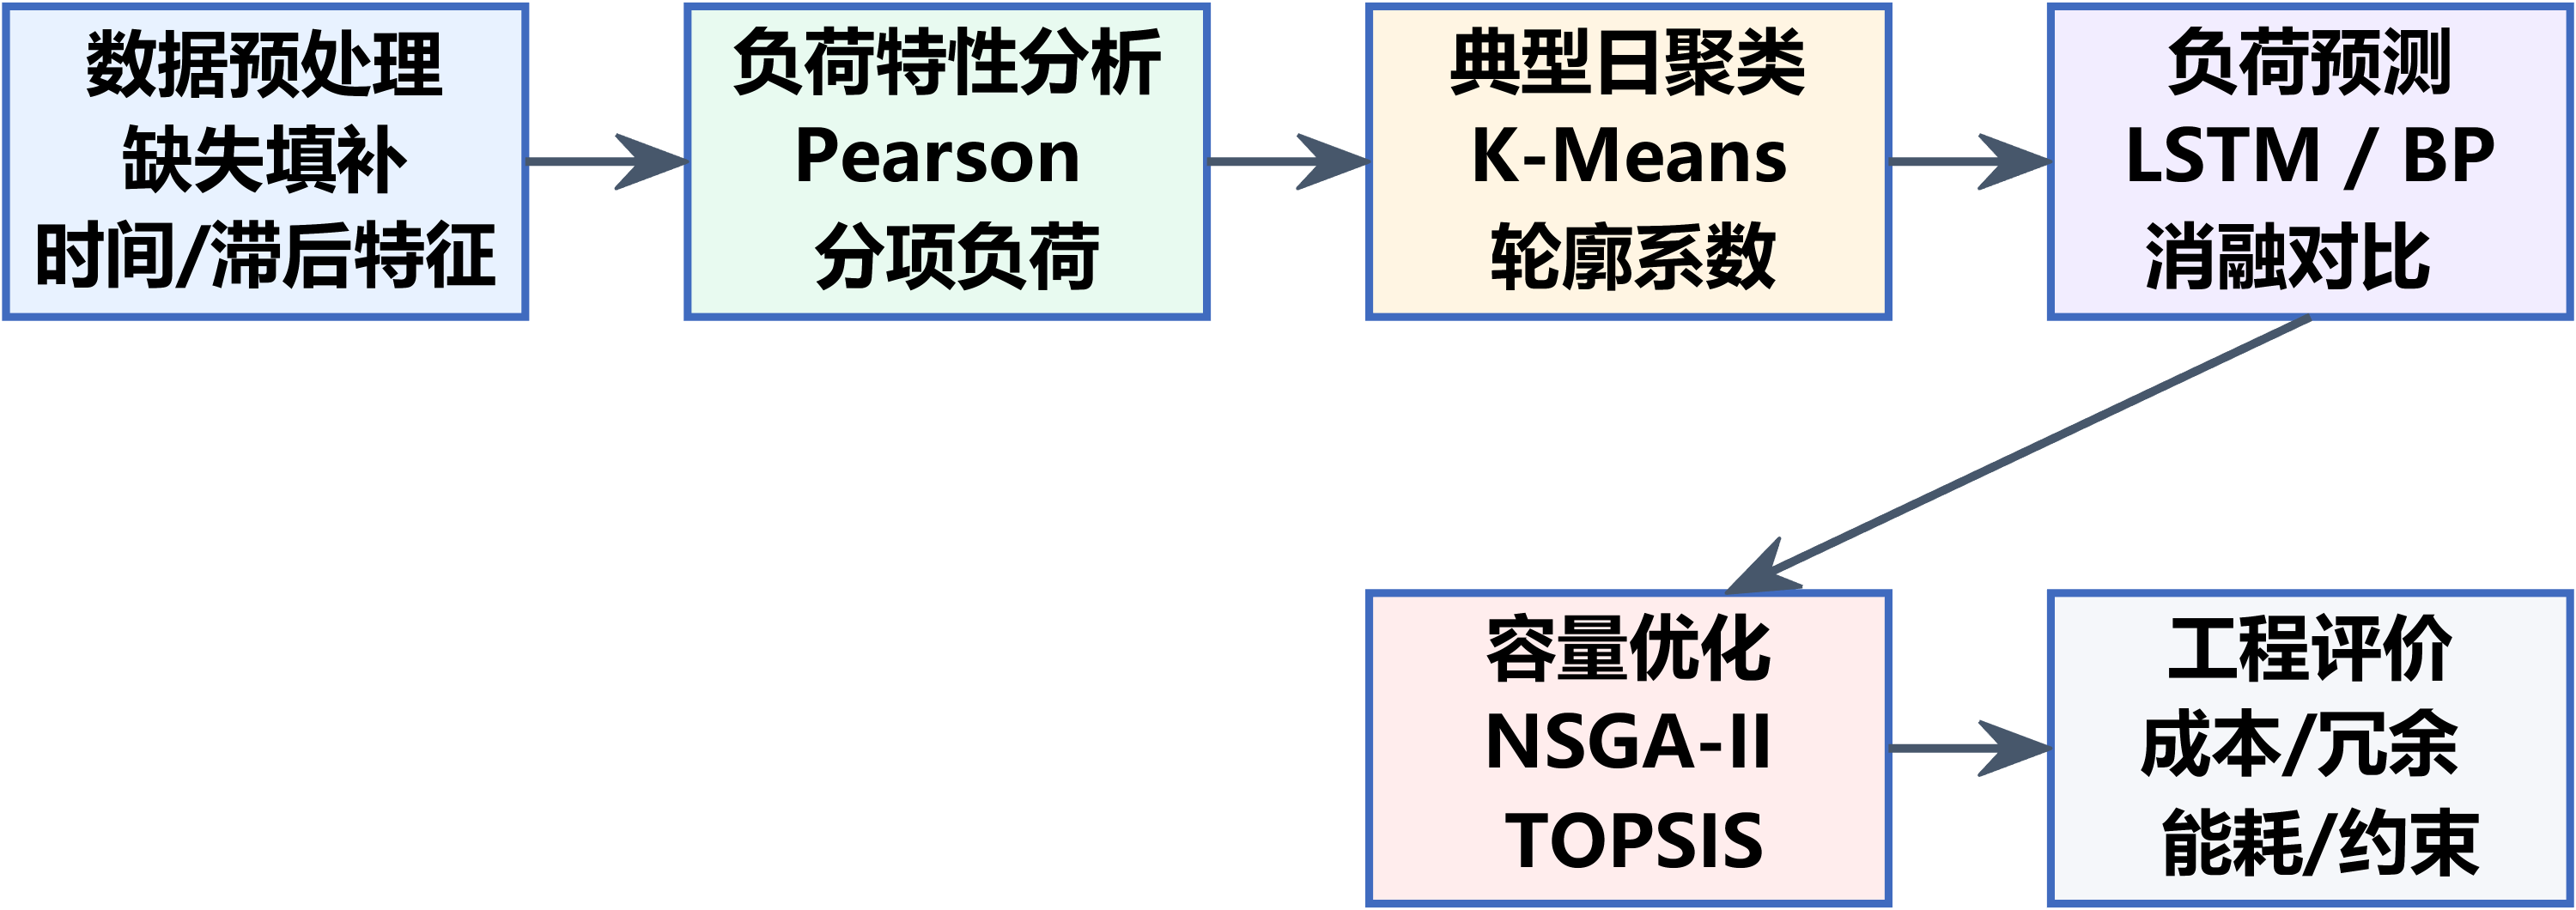 数据预处理
缺失填补
时间/滞后特征
负荷特性分析
Pearson
分项负荷
典型日聚类
K-Means
轮廓系数
负荷预测
LSTM / BP
消融对比
容量优化
NSGA-II
TOPSIS
工程评价
成本/冗余
能耗/约束